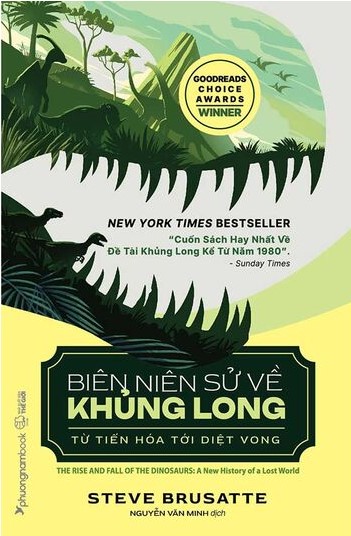 GOODREADS
CHOICE
AWARDS
WINNER
NEW YORK TIMES BESTSELLER
“Cuốn Sách Hay Nhất Về
Đề Tài Khủng Long Kể Từ Năm 1980”.
- Sunday Times
BIÊN NIÊN SỬ VỀ
KHỦNG LONG
TỪ TIẾN HÓA TỚI DIỆT VONG
THE RISE AND FALL OF THE DINOSAURS: A New History of a Lost World
STEVE BRUSATTE
NGUYỄN VĂN MINH dịch
phuongnambook
THẾ GIỚI